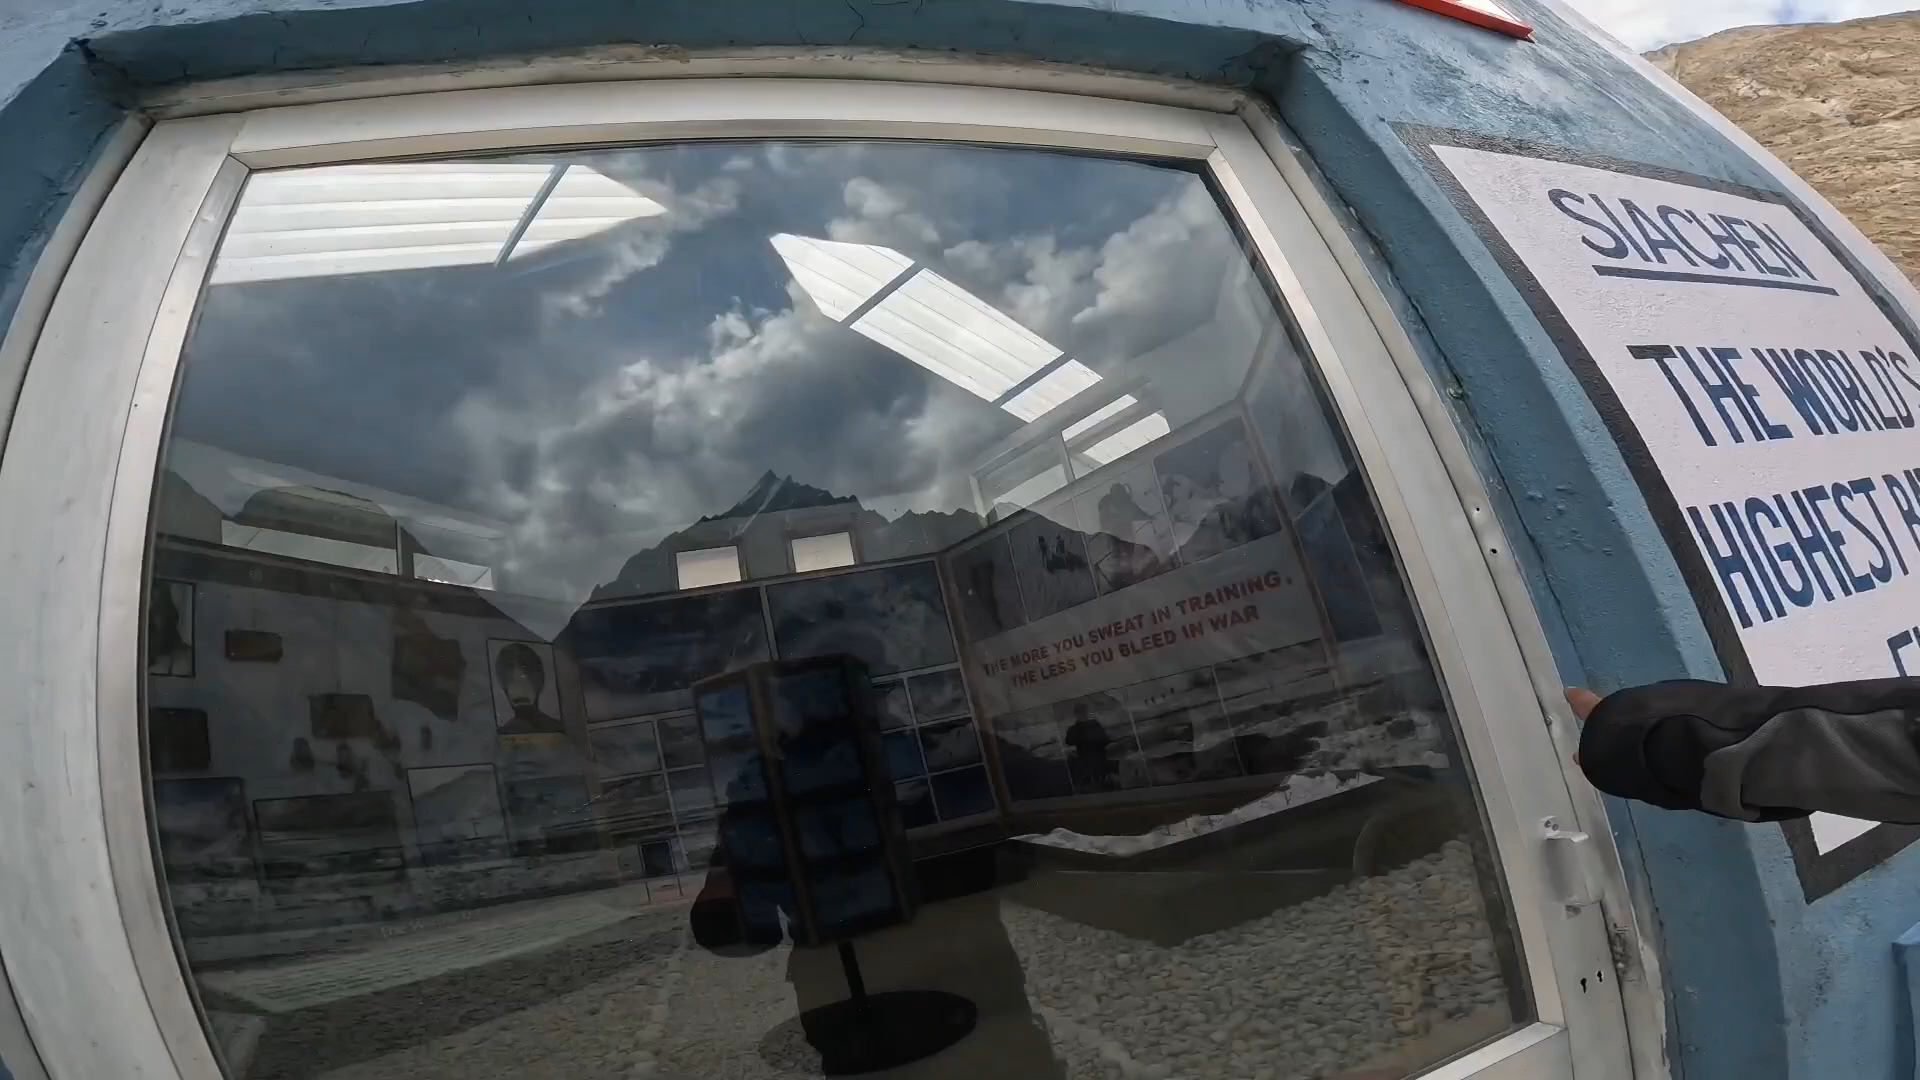 SIACHEN
THE WORLD'S
HIGHEST
THE MORE YOU SWEAT IN TRAINING,
THE LESS YOU BLEED IN WAR